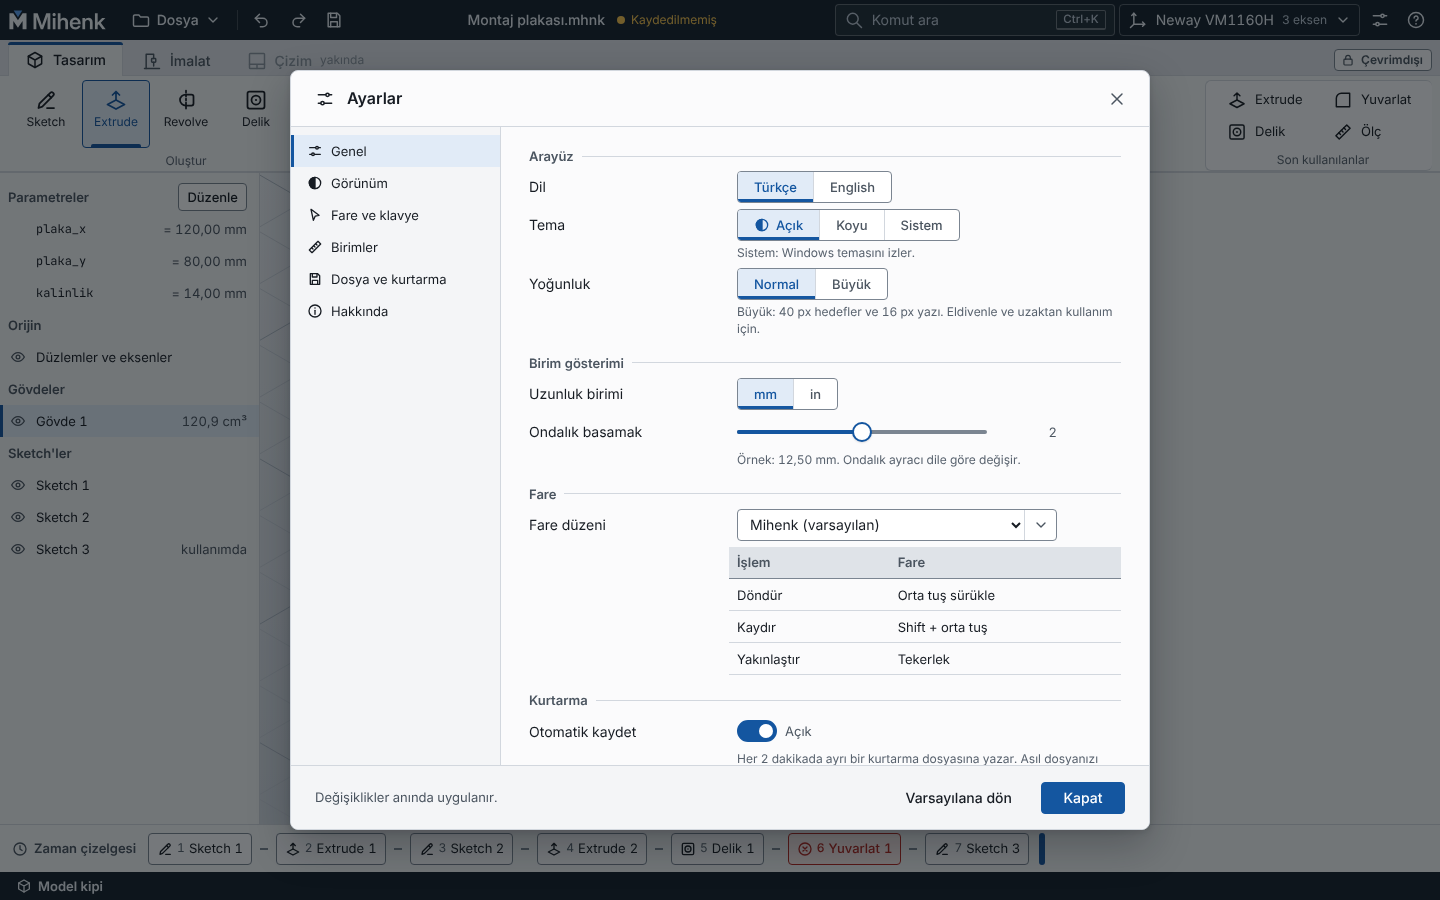 Mihenk
Dosya
Montaj plakası.mhnk
Kaydedilmemiş
Komut ara
Ctrl+K
Neway VM1160H 3 eksen
Tasarım
İmalat
Çizim yakında
Çevrimdışı
Sketch
Extrude
Revolve
Delik
Oluştur
Extrude
Yuvarlat
Delik
Ölç
Son kullanılanlar
Parametreler
Düzenle
plaka_x = 120,00 mm
plaka_y = 80,00 mm
kalinlik = 14,00 mm
Orijin
Düzlemler ve eksenler
Gövdeler
Gövde 1 120,9 cm³
Sketch'ler
Sketch 1
Sketch 2
Sketch 3 kullanımda
Ayarlar
Genel
Görünüm
Fare ve klavye
Birimler
Dosya ve kurtarma
Hakkında
Arayüz
Dil
Türkçe
English
Tema
Açık
Koyu
Sistem
Sistem: Windows temasını izler.
Yoğunluk
Normal
Büyük
Büyük: 40 px hedefler ve 16 px yazı. Eldivenle ve uzaktan kullanım
için.
Birim gösterimi
Uzunluk birimi
mm
in
Ondalık basamak
2
Örnek: 12,50 mm. Ondalık ayracı dile göre değişir.
Fare
Fare düzeni
Mihenk (varsayılan)
İşlem Fare
Döndür Orta tuş sürükle
Kaydır Shift + orta tuş
Yakınlaştır Tekerlek
Kurtarma
Otomatik kaydet
Açık
Her 2 dakikada ayrı bir kurtarma dosyasına yazar. Asıl dosyanızı
Değişiklikler anında uygulanır.
Varsayılana dön
Kapat
Zaman çizelgesi
1 Sketch 1
2 Extrude 1
3 Sketch 2
4 Extrude 2
5 Delik 1
6 Yuvarlat 1
7 Sketch 3
Model kipi